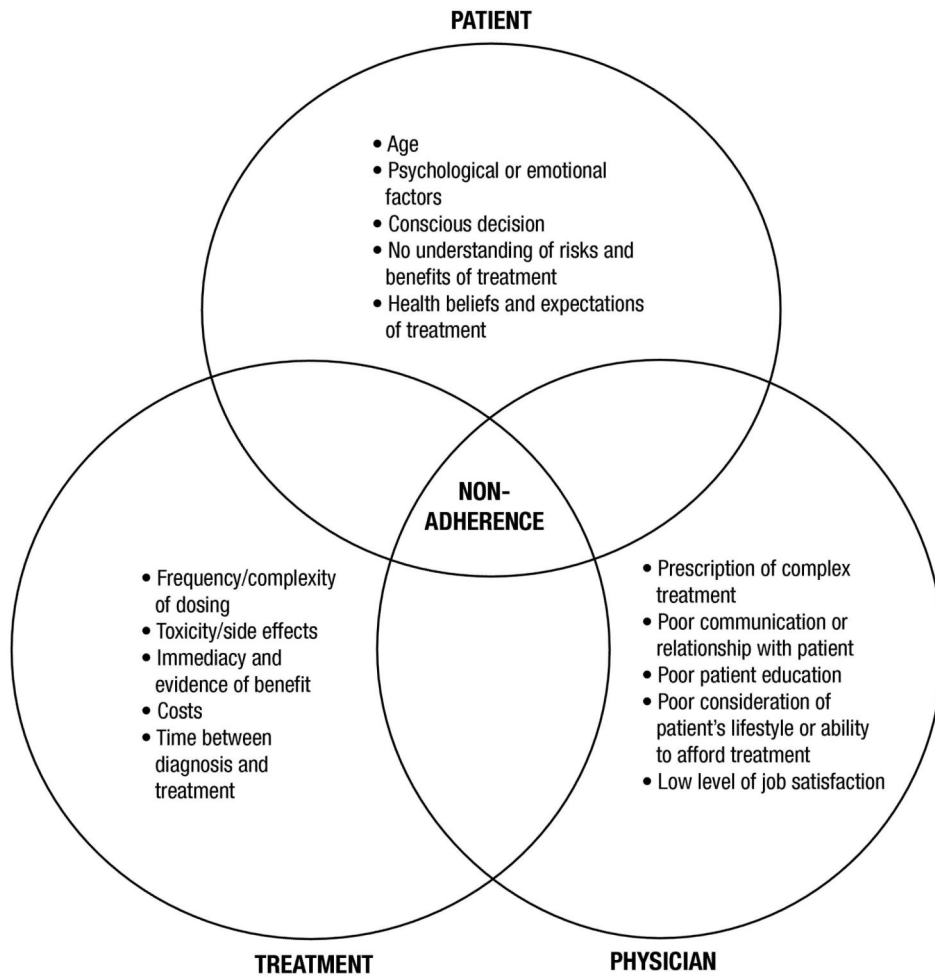 PATIENT
• Age
• Psychological or emotional
factors
• Conscious decision
• No understanding of risks and
benefits of treatment
• Health beliefs and expectations
of treatment
NON-
ADHERENCE
• Frequency/complexity
of dosing
• Toxicity/side effects
• Immediacy and
evidence of benefit
• Costs
• Time between
diagnosis and
treatment
• Prescription of complex
treatment
• Poor communication or
relationship with patient
• Poor patient education
• Poor consideration of
patient’s lifestyle or ability
to afford treatment
• Low level of job satisfaction
TREATMENT
PHYSICIAN